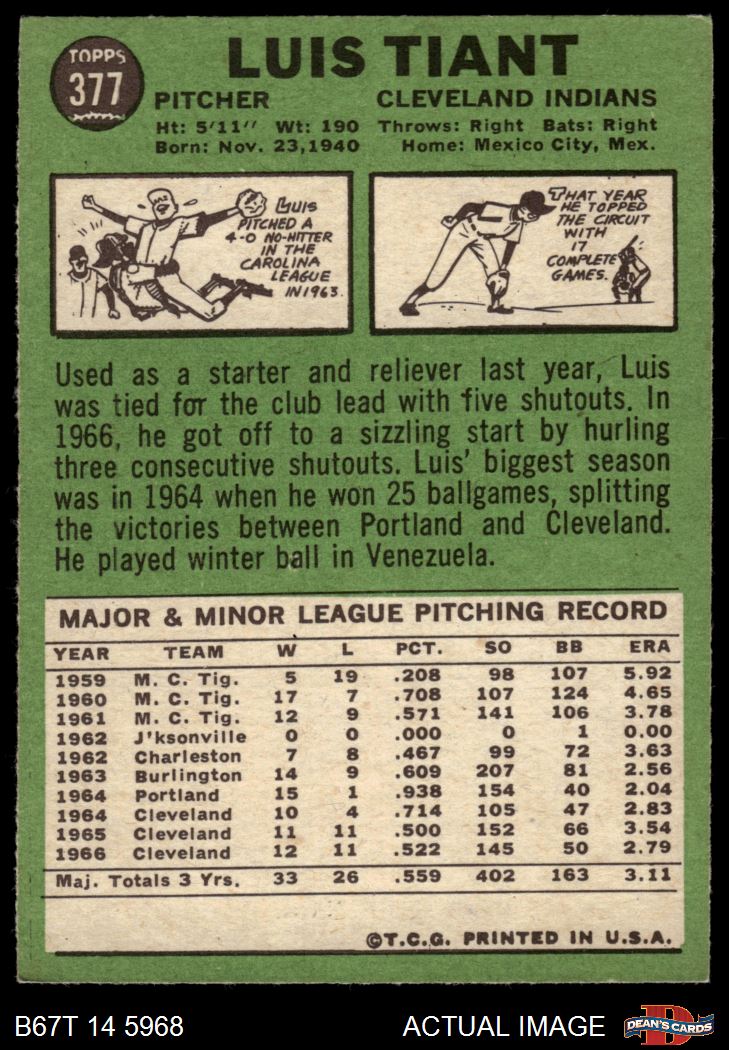 TOPPS
377
LUIS TIANT
PITCHER CLEVELAND INDIANS
Ht: 5'11" Wt: 190 Throws: Right Bats: Right
Born: Nov. 23,1940 Home: Mexico City, Mex.
LUIS
PITCHED A
4-0 NO-HITTER
IN THE
CAROLINA
LEAGUE
IN 1963.
THAT YEAR
HE TOPPED
THE CIRCUIT
WITH
17
COMPLETE
GAMES.
Used as a starter and reliever last year, Luis
was tied for the club lead with five shutouts. In
1966, he got off to a sizzling start by hurling
three consecutive shutouts. Luis' biggest season
was in 1964 when he won 25 ballgames, splitting
the victories between Portland and Cleveland.
He played winter ball in Venezuela.
MAJOR & MINOR LEAGUE PITCHING RECORD
YEAR TEAM W L PCT. SO BB ERA
1959 M. C. Tig. 5 19 .208 98 107 5.92
1960 M. C. Tig. 17 7 .708 107 124 4.65
1961 M. C. Tig. 12 9 .571 141 106 3.78
1962 J'ksonville 0 0 .000 0 1 0.00
1962 Charleston 7 8 .467 99 72 3.63
1963 Burlington 14 9 .609 207 81 2.56
1964 Portland 15 1 .938 154 40 2.04
1964 Cleveland 10 4 .714 105 47 2.83
1965 Cleveland 11 11 .500 152 66 3.54
1966 Cleveland 12 11 .522 145 50 2.79
Maj. Totals 3 Yrs. 33 26 .559 402 163 3.11
©T.C.G. PRINTED IN U.S.A.
B67T 14 5968 ACTUAL IMAGE DEAN'S CARDS